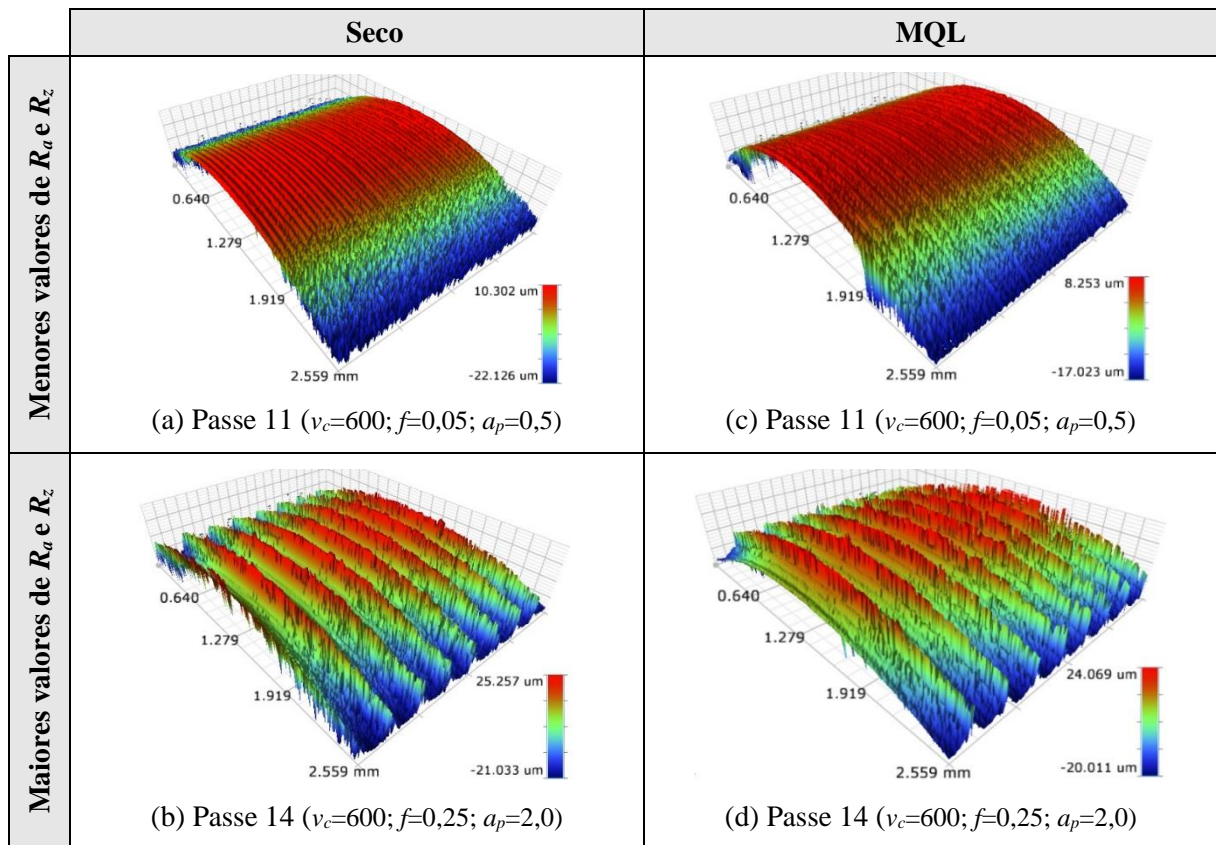 Seco
MQL
Menores valores de Ra e Rz
0.640
1.279
1.919
2.559 mm
10.302 um
-22.126 um
(a) Passe 11 (vc=600; f=0,05; ap=0,5)
0.640
1.279
1.919
2.559 mm
8.253 um
-17.023 um
(c) Passe 11 (vc=600; f=0,05; ap=0,5)
Maiores valores de Ra e Rz
0.640
1.279
1.919
2.559 mm
25.257 um
-21.033 um
(b) Passe 14 (vc=600; f=0,25; ap=2,0)
0.640
1.279
1.919
2.559 mm
24.069 um
-20.011 um
(d) Passe 14 (vc=600; f=0,25; ap=2,0)